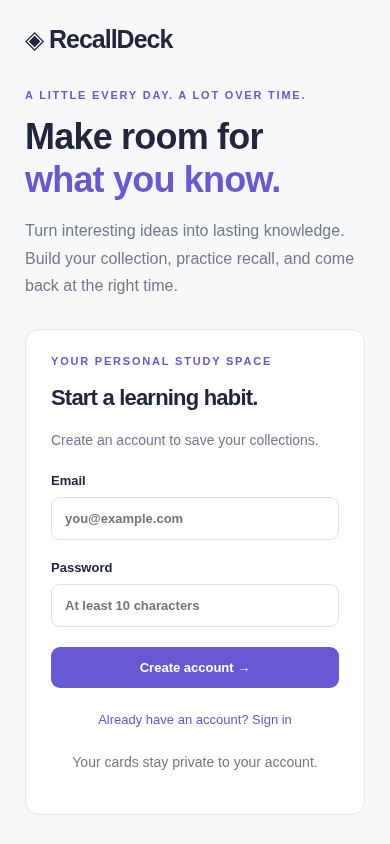 ◈ RecallDeck
A LITTLE EVERY DAY. A LOT OVER TIME.
Make room for
what you know.
Turn interesting ideas into lasting knowledge.
Build your collection, practice recall, and come
back at the right time.
YOUR PERSONAL STUDY SPACE
Start a learning habit.
Create an account to save your collections.
Email
you@example.com
Password
At least 10 characters
Create account →
Already have an account? Sign in
Your cards stay private to your account.